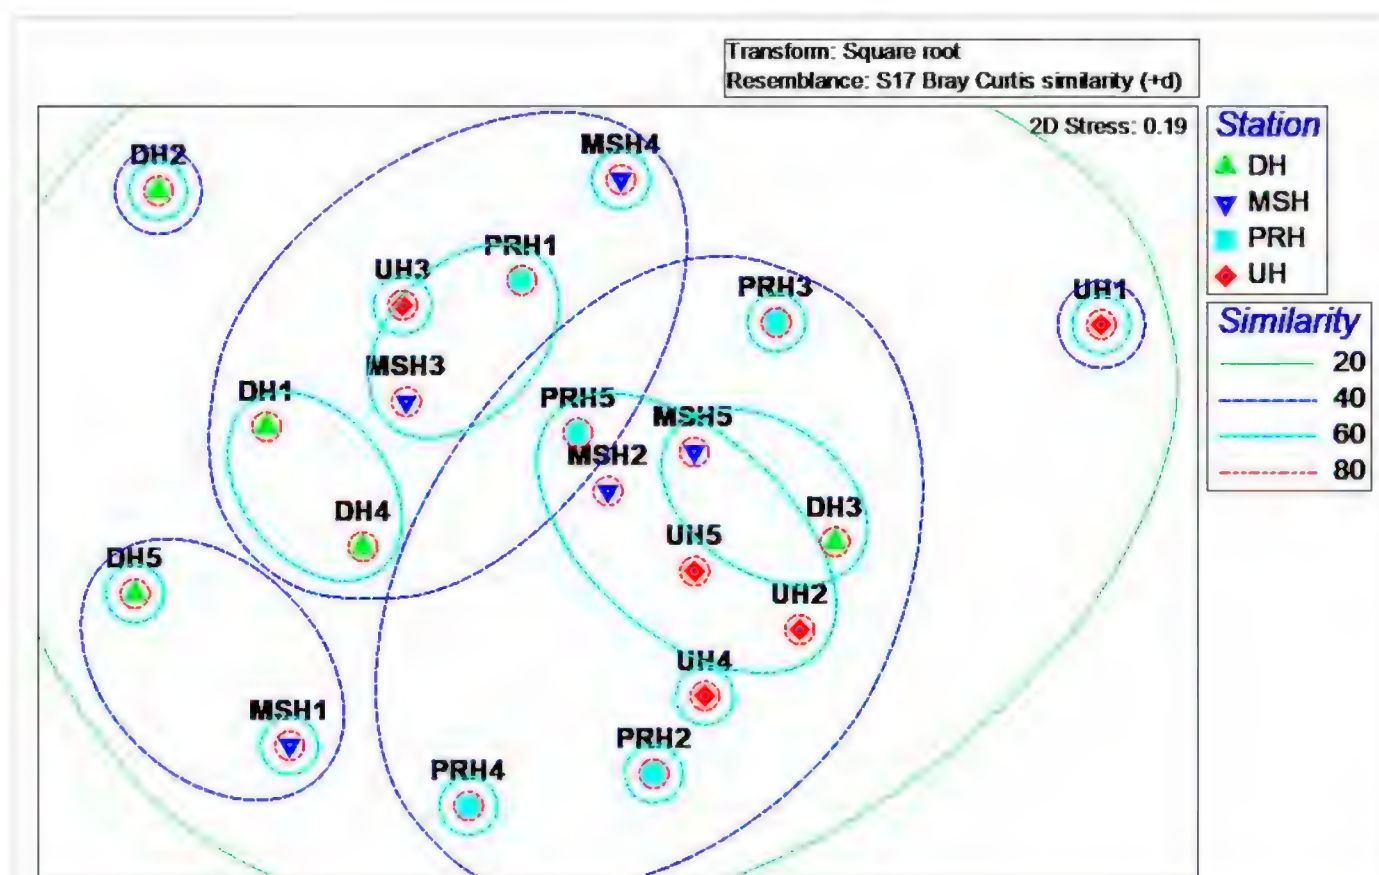 Transform: Square root
Resemblance: S17 Bray Curtis similarity (+d)
2D Stress: 0.19
Station
DH
MSH
PRH
UH
Similarity
20
40
60
80
DH2
MSH4
PRH1
UH3
PRH3
UH1
MSH3
DH1
PRH5
MSH5
MSH2
DH4
DH3
UH5
DH5
UH2
UH4
MSH1
PRH2
PRH4